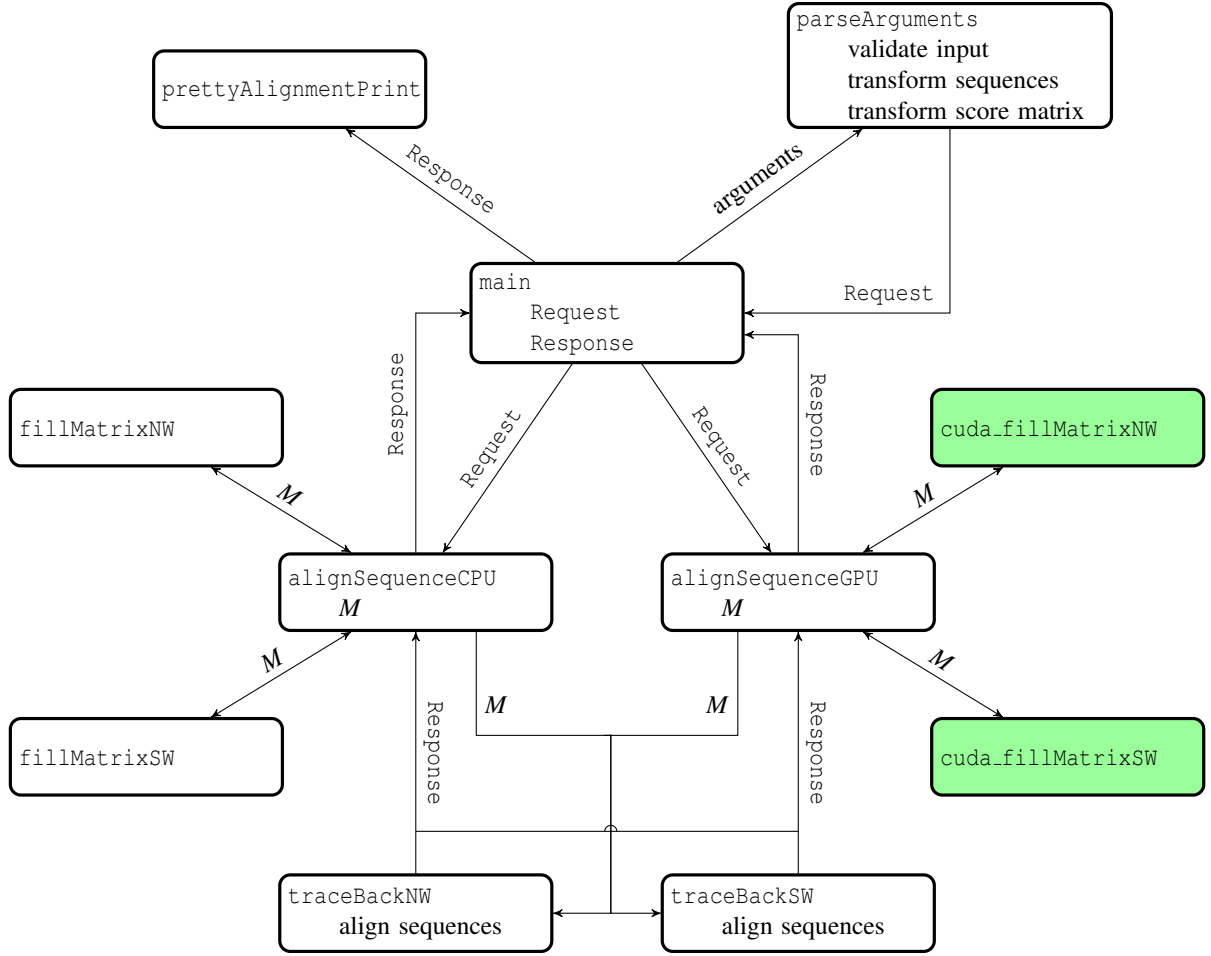 parseArguments
validate input
transform sequences
transform score matrix
prettyAlignmentPrint
Response
arguments
main
Request
Response
Request
Response
Request
Request
Response
fillMatrixNW
cuda_fillMatrixNW
M
M
alignSequenceCPU
M
alignSequenceGPU
M
M
M
fillMatrixSW
Response
M
M
Response
cuda_fillMatrixSW
traceBackNW
align sequences
traceBackSW
align sequences